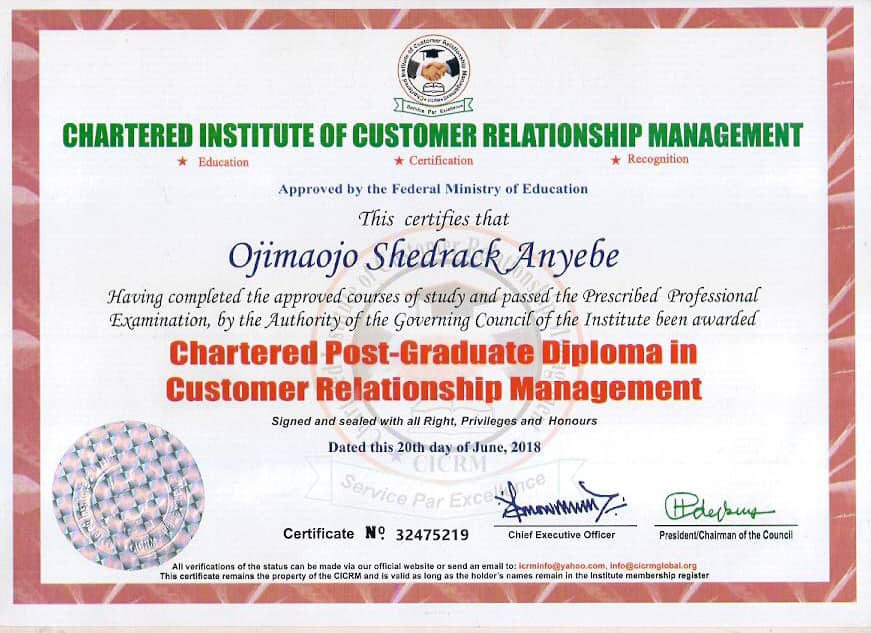 Chartered Institute of Customer Relationship Management
CICRM
Service Par Excellence
CHARTERED INSTITUTE OF CUSTOMER RELATIONSHIP MANAGEMENT
★ Education ★ Certification ★ Recognition
Approved by the Federal Ministry of Education
This certifies that
Ojimaojo Shedrack Anyebe
Having completed the approved courses of study and passed the Prescribed Professional
Examination, by the Authority of the Governing Council of the Institute been awarded
Chartered Post-Graduate Diploma in
Customer Relationship Management
Signed and sealed with all Right, Privileges and Honours
Dated this 20th day of June, 2018
CICRM
Service Par Excellence
Certificate Nº 32475219
Chief Executive Officer
President/Chairman of the Council
All verifications of the status can be made via our official website or send an email to: icrminfo@yahoo.com, info@cicrmglobal.org
This certificate remains the property of the CICRM and is valid as long as the holder's names remain in the Institute membership register